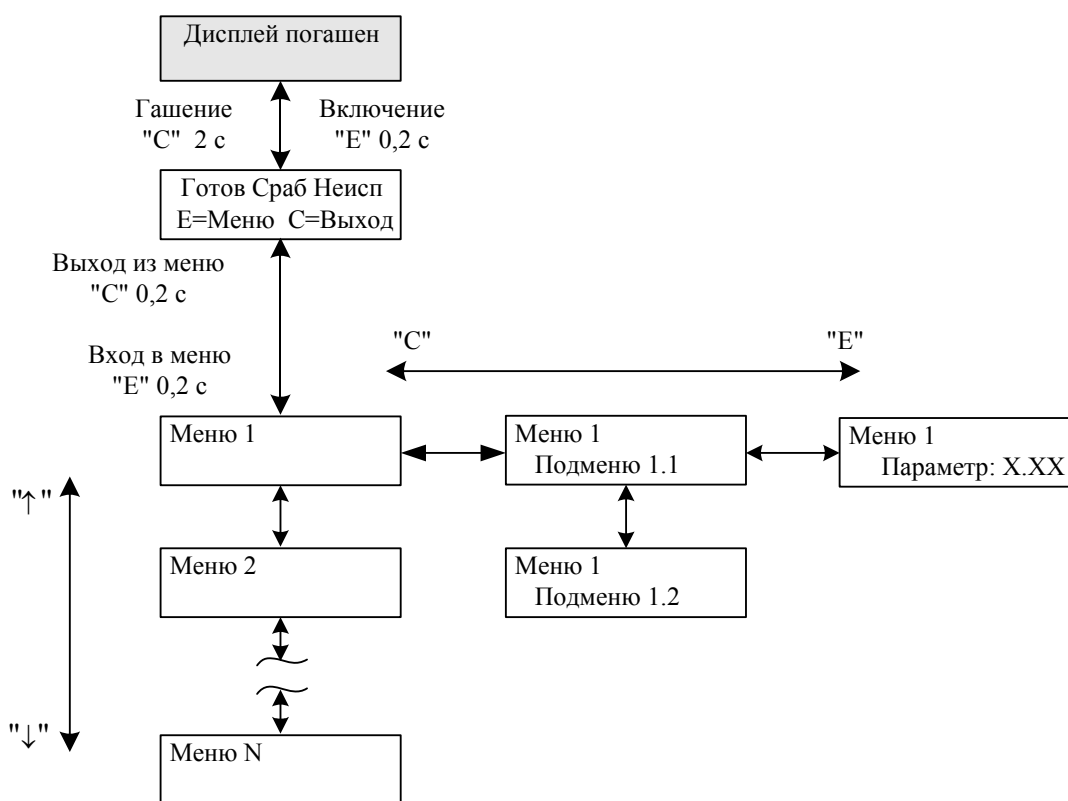 Дисплей погашен
Гашение
"С" 2 с
Включение
"Е" 0,2 с
Готов Сраб Неисп
Е=Меню С=Выход
Выход из меню
"С" 0,2 с
Вход в меню
"Е" 0,2 с
"С"
"Е"
Меню 1
Меню 1
Подменю 1.1
Меню 1
Параметр: X.XX
"↑"
Меню 2
Меню 1
Подменю 1.2
"↓"
Меню N